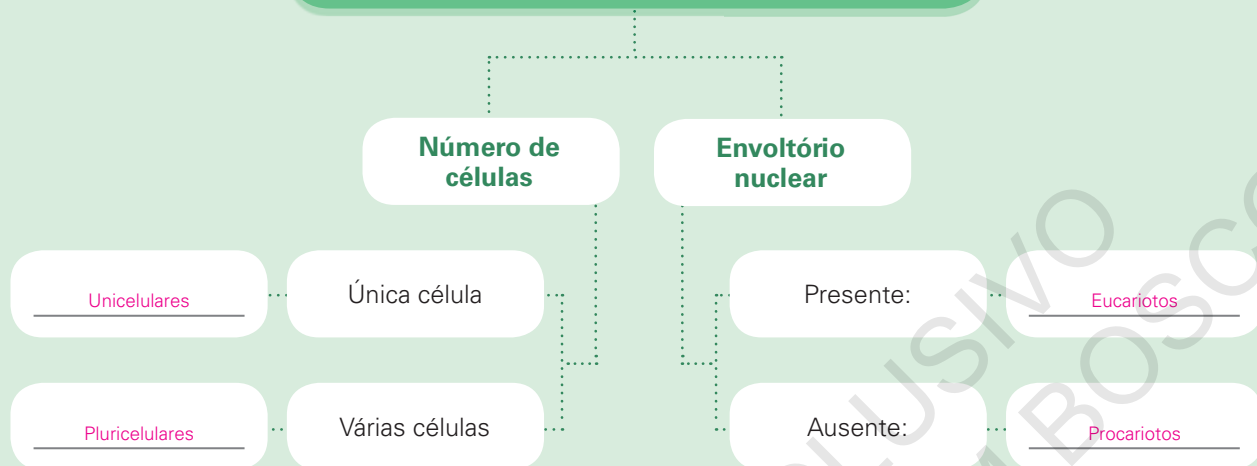 Número de
células
Envoltório
nuclear
Unicelulares
Única célula
Presente:
Eucariotos
Pluricelulares
Várias células
Ausente:
Procariotos